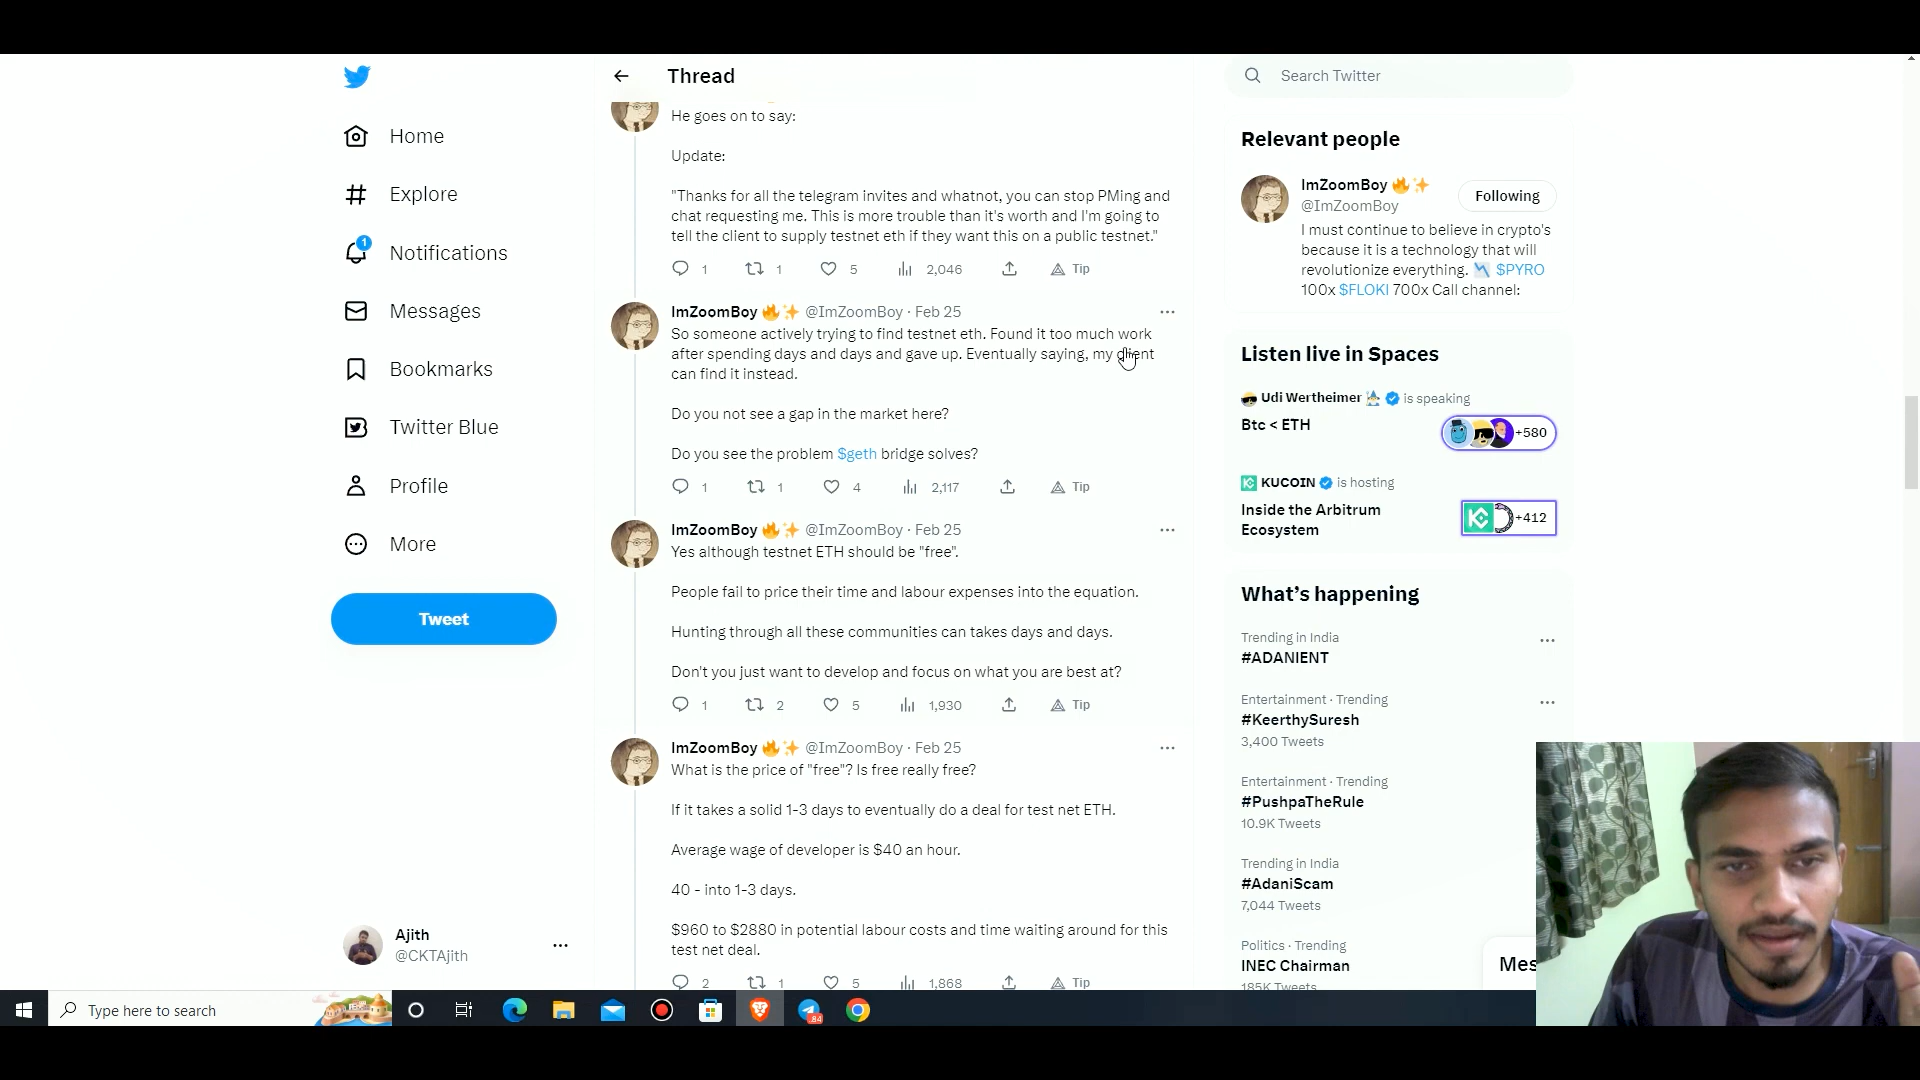 Home
Explore
1
Notifications
Messages
Bookmarks
Twitter Blue
Profile
More
Tweet
Ajith
@CKTAjith
Thread
He goes on to say:
Update:
"Thanks for all the telegram invites and whatnot, you can stop PMing and
chat requesting me. This is more trouble than it's worth and I'm going to
tell the client to supply testnet eth if they want this on a public testnet."
1 1 5 2,046 Tip
ImZoomBoy 🔥✨ @ImZoomBoy · Feb 25
So someone actively trying to find testnet eth. Found it too much work
after spending days and days and gave up. Eventually saying, my client
can find it instead.
Do you not see a gap in the market here?
Do you see the problem $geth bridge solves?
1 1 4 2,117 Tip
ImZoomBoy 🔥✨ @ImZoomBoy · Feb 25
Yes although testnet ETH should be "free".
People fail to price their time and labour expenses into the equation.
Hunting through all these communities can takes days and days.
Don't you just want to develop and focus on what you are best at?
1 2 5 1,930 Tip
ImZoomBoy 🔥✨ @ImZoomBoy · Feb 25
What is the price of "free"? Is free really free?
If it takes a solid 1-3 days to eventually do a deal for test net ETH.
Average wage of developer is $40 an hour.
40 - into 1-3 days.
$960 to $2880 in potential labour costs and time waiting around for this
test net deal.
2 1 5 1,868 Tip
Search Twitter
Relevant people
ImZoomBoy 🔥✨
@ImZoomBoy
Following
I must continue to believe in crypto's
because it is a technology that will
revolutionize everything. 📉 $PYRO
100x $FLOKI 700x Call channel:
Listen live in Spaces
Udi Wertheimer is speaking
Btc < ETH
+580
KUCOIN is hosting
Inside the Arbitrum
Ecosystem
+412
What's happening
Trending in India
#ADANIENT
Entertainment · Trending
#KeerthySuresh
3,400 Tweets
Entertainment · Trending
#PushpaTheRule
10.9K Tweets
Trending in India
#AdaniScam
7,044 Tweets
Politics · Trending
INEC Chairman
185K Tweets
Mes
Type here to search
84